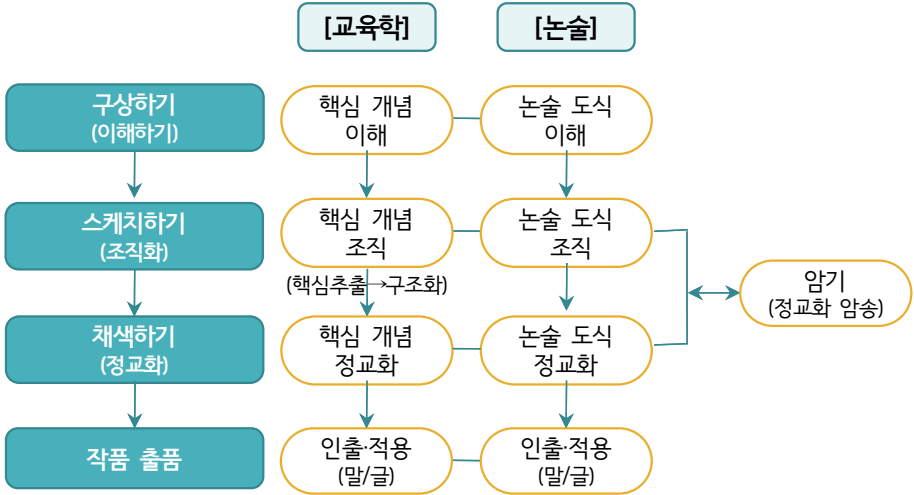 [교육학] [논술]
구상하기
(이해하기)
핵심 개념
이해
논술 도식
이해
스케치하기
(조직화)
핵심 개념
조직
논술 도식
조직
(핵심추출→구조화)
암기
(정교화 암송)
채색하기
(정교화)
핵심 개념
정교화
논술 도식
정교화
작품 출품
인출·적용
(말/글)
인출·적용
(말/글)